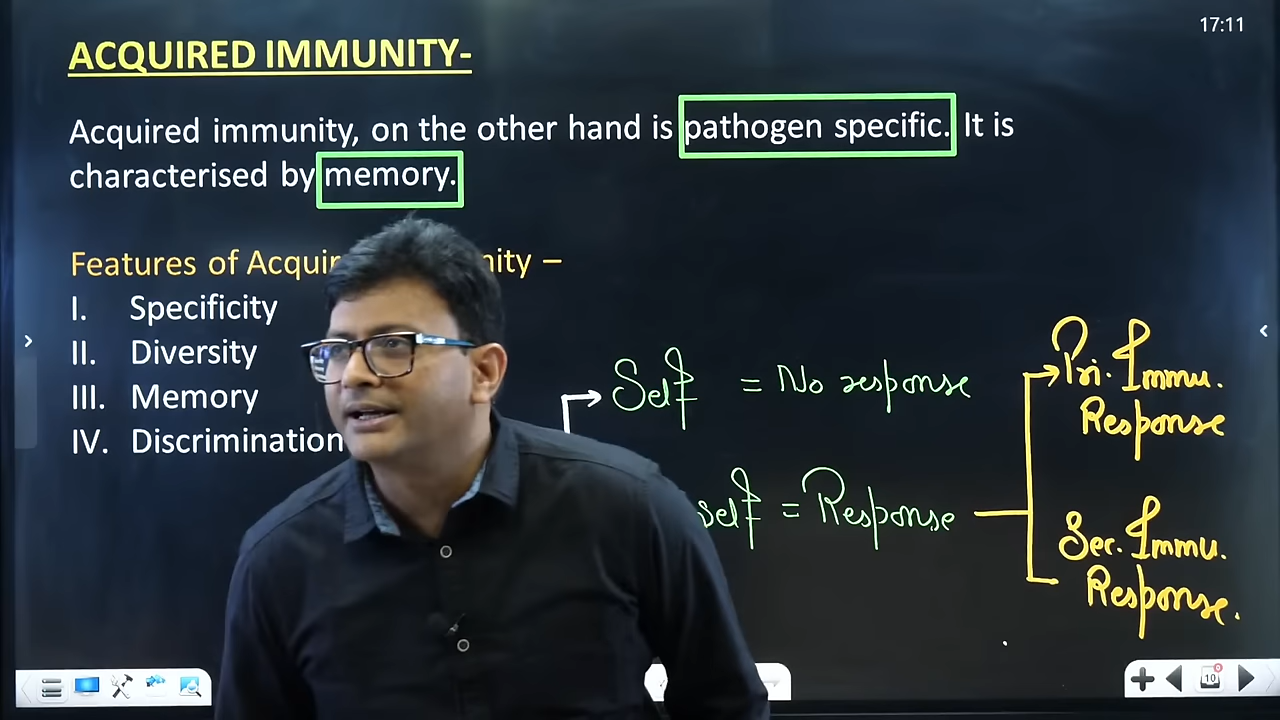 17:11
ACQUIRED IMMUNITY-
Acquired immunity, on the other hand is pathogen specific. It is
characterised by memory.
Features of Acquir nity –
I. Specificity
II. Diversity
III. Memory
IV. Discrimination
Self = No response
self = Response
Pri. Immu.
Response
Sec. Immu.
Response.
10